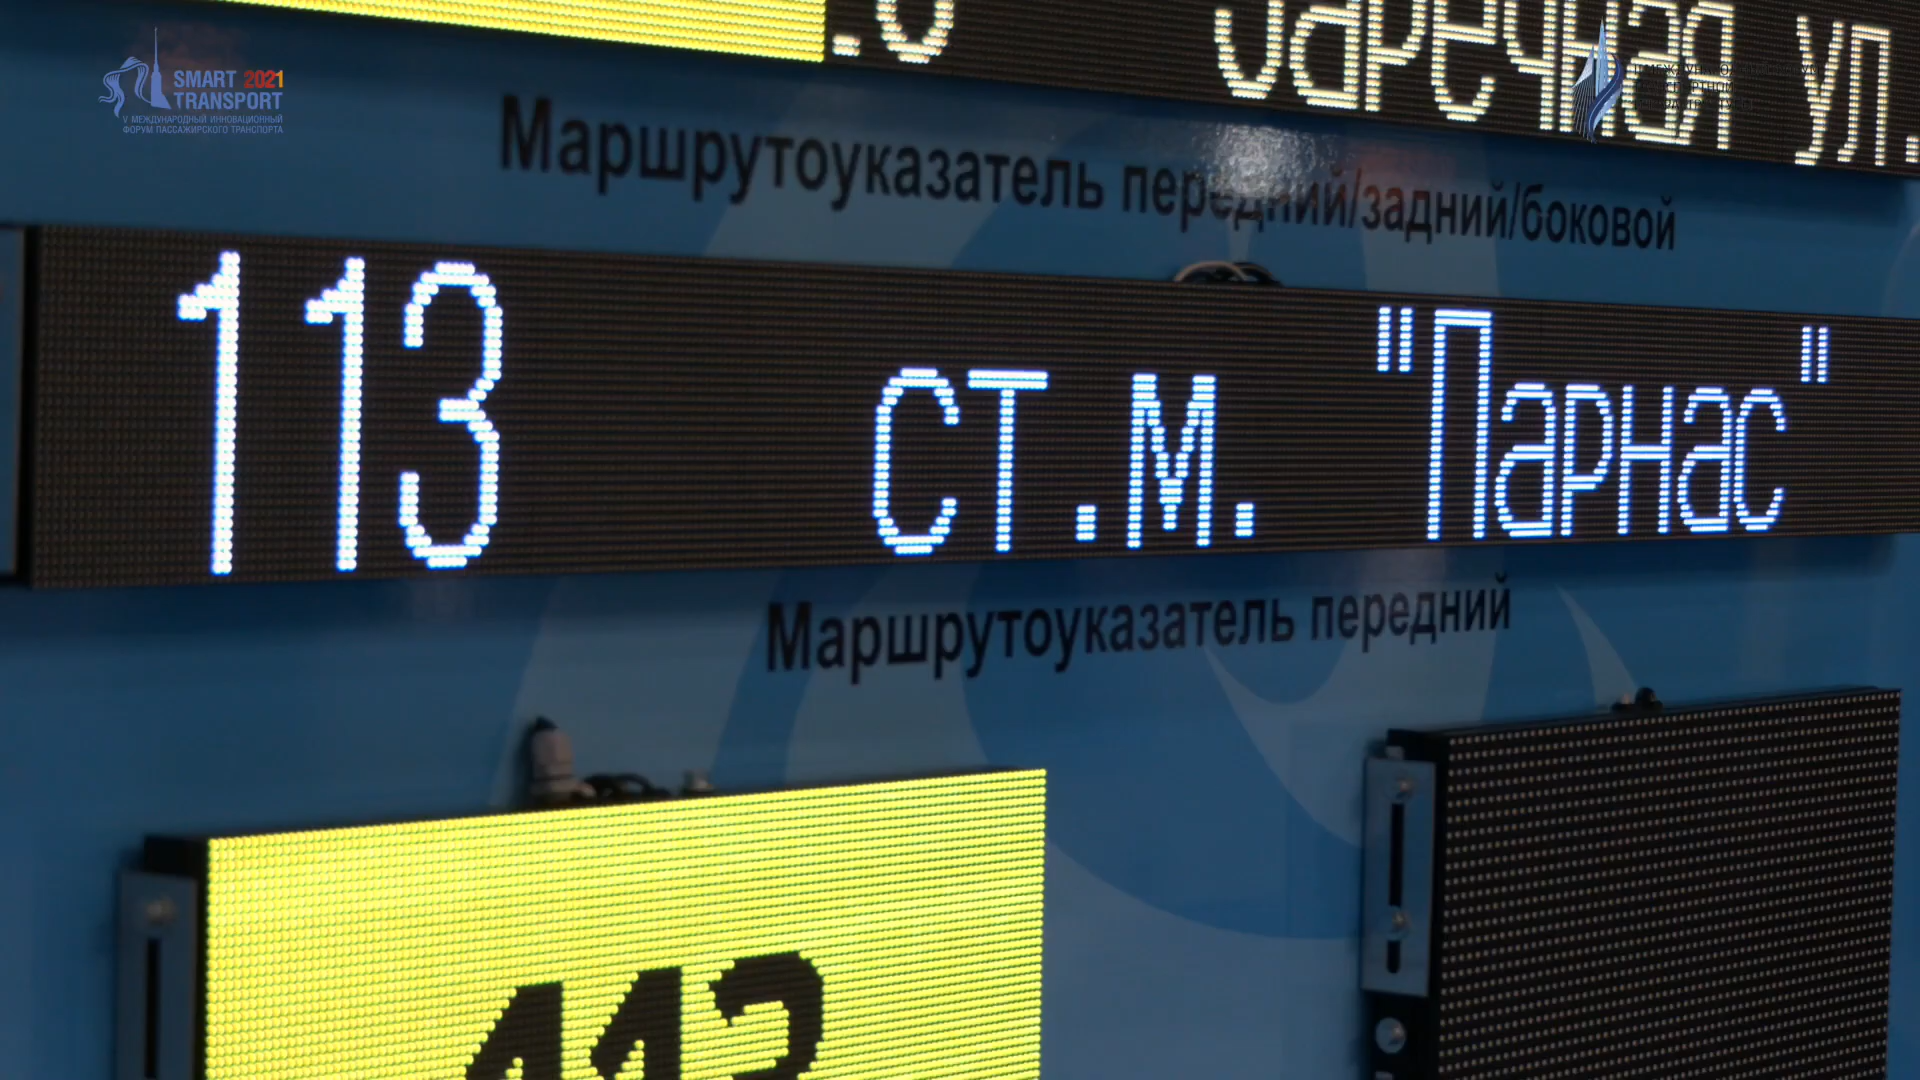 SMART 2021
TRANSPORT
V МЕЖДУНАРОДНЫЙ ИННОВАЦИОННЫЙ
ФОРУМ ПАССАЖИРСКОГО ТРАНСПОРТА
Заречная ул.
Маршрутоуказатель передний/задний/боковой
113 ст.м. "Парнас"
Маршрутоуказатель передний
113